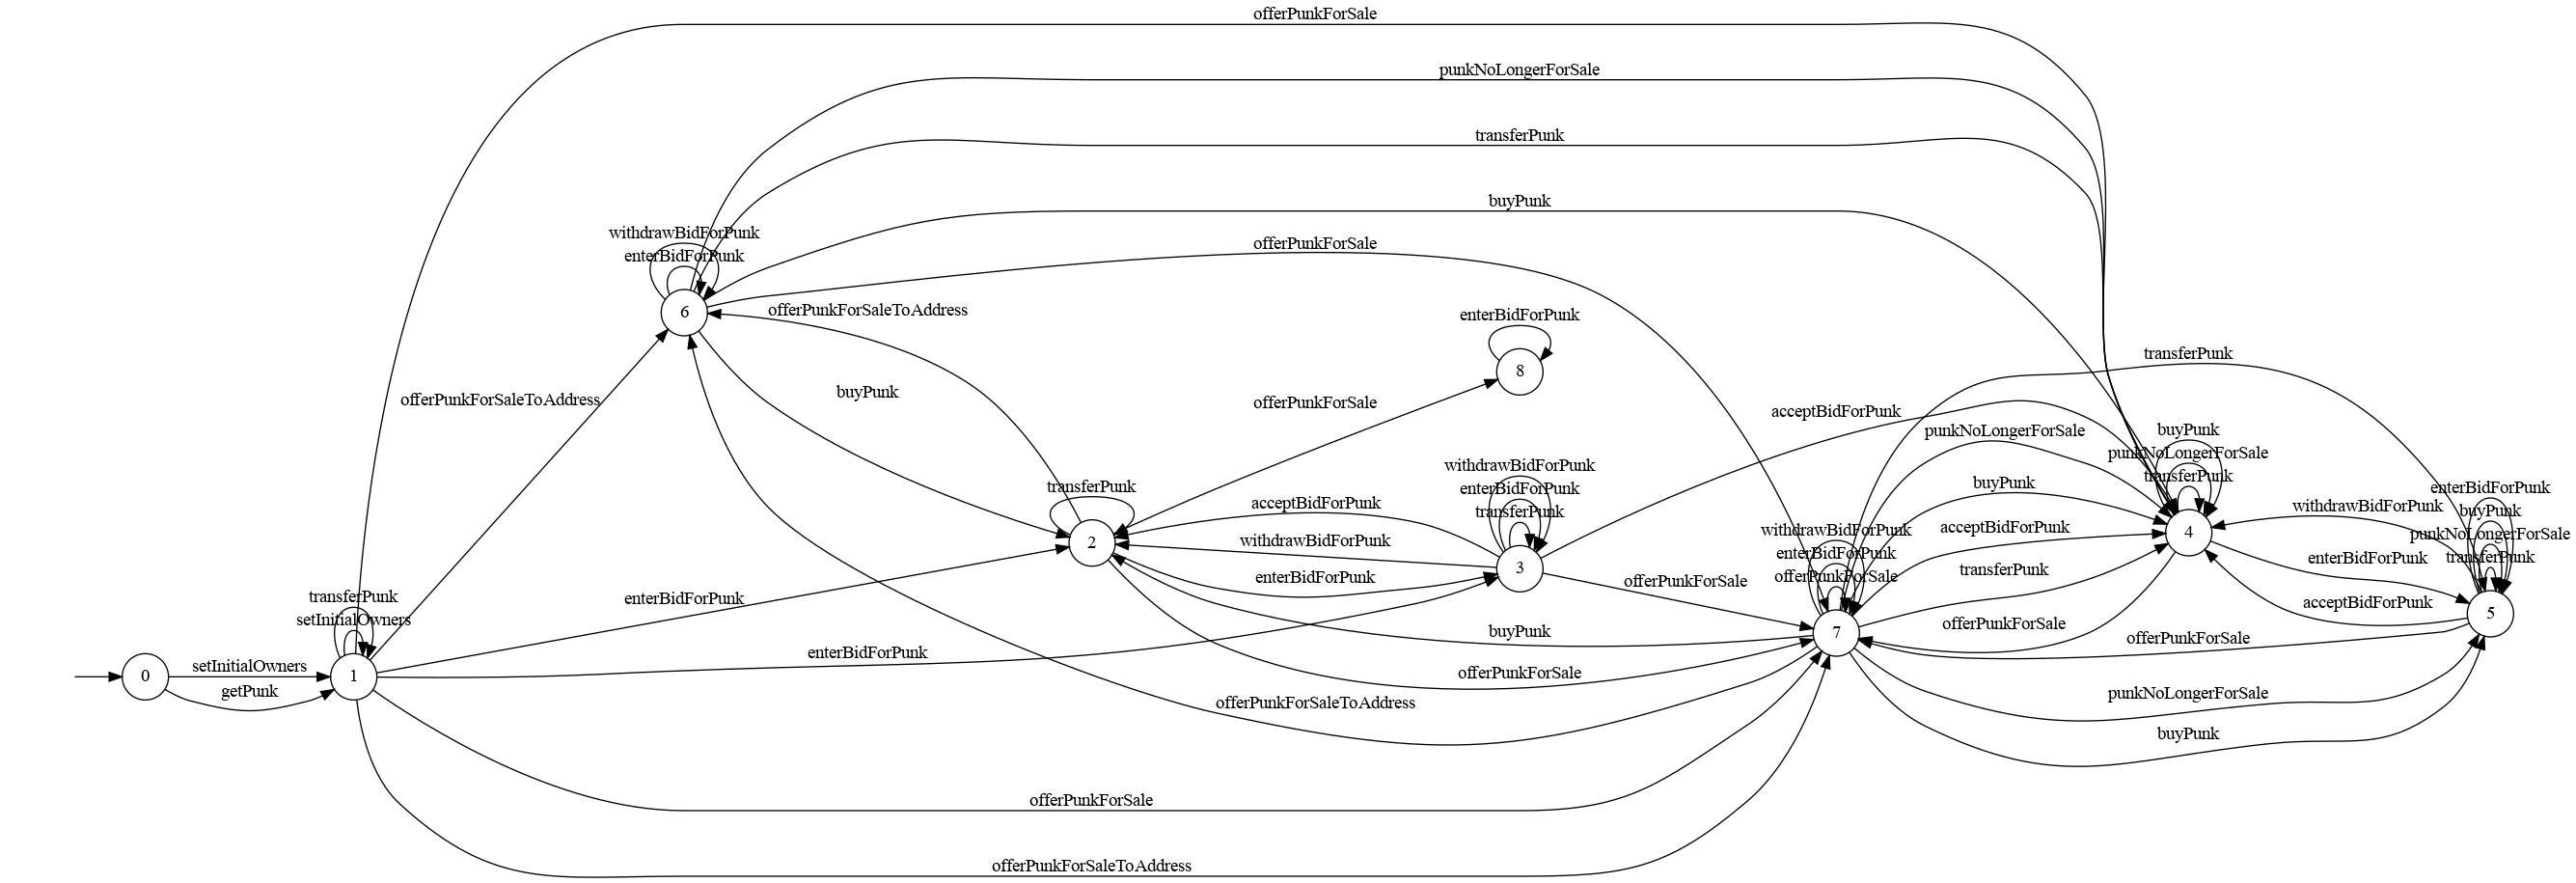 offerPunkForSale
punkNoLongerForSale
transferPunk
buyPunk
withdrawBidForPunk
enterBidForPunk
offerPunkForSale
6
offerPunkForSaleToAddress
enterBidForPunk
8
transferPunk
offerPunkForSaleToAddress
buyPunk
offerPunkForSale
acceptBidForPunk
punkNoLongerForSale
buyPunk
punkNoLongerForSale
transferPunk
4
withdrawBidForPunk
enterBidForPunk
transferPunk
3
transferPunk
2
acceptBidForPunk
withdrawBidForPunk
enterBidForPunk
buyPunk
acceptBidForPunk
transferPunk
withdrawBidForPunk
enterBidForPunk
offerPunkForSale
7
offerPunkForSale
withdrawBidForPunk
enterBidForPunk
acceptBidForPunk
enterBidForPunk
buyPunk
punkNoLongerForSale
transferPunk
5
offerPunkForSale
offerPunkForSale
transferPunk
setInitialOwners
1
enterBidForPunk
enterBidForPunk
buyPunk
offerPunkForSale
0
setInitialOwners
getPunk
offerPunkForSaleToAddress
punkNoLongerForSale
buyPunk
offerPunkForSale
offerPunkForSaleToAddress